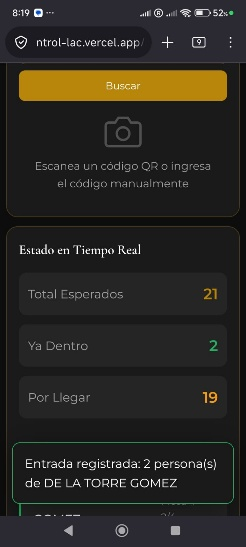 8:19
52%
ntrol-lac.vercel.app/
9
Buscar
Escanea un código QR o ingresa
el código manualmente
Estado en Tiempo Real
Total Esperados 21
Ya Dentro 2
Por Llegar 19
Entrada registrada: 2 persona(s)
de DE LA TORRE GOMEZ